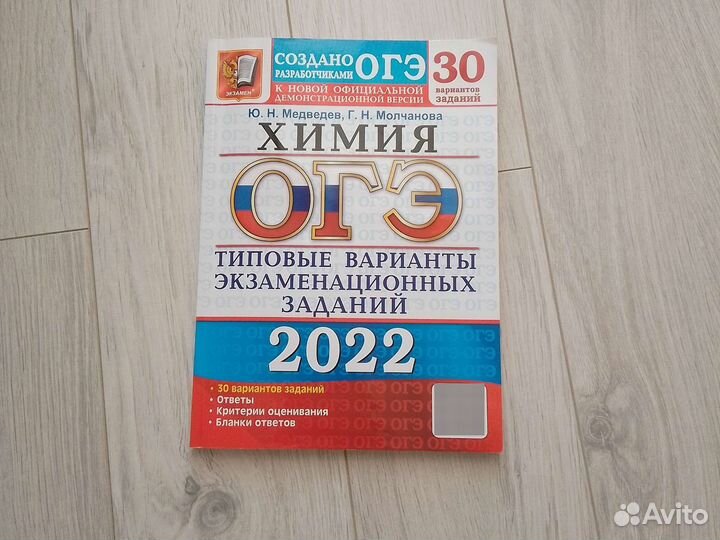 СОЗДАНО
РАЗРАБОТЧИКАМИ ОГЭ
К НОВОЙ ОФИЦИАЛЬНОЙ
ДЕМОНСТРАЦИОННОЙ ВЕРСИИ
30
вариантов
заданий
ЭКЗАМЕН
Ю. Н. Медведев, Г. Н. Молчанова
ХИМИЯ
ОГЭ
ТИПОВЫЕ ВАРИАНТЫ
ЭКЗАМЕНАЦИОННЫХ
ЗАДАНИЙ
2022
• 30 вариантов заданий
• Ответы
• Критерии оценивания
• Бланки ответов
Avito